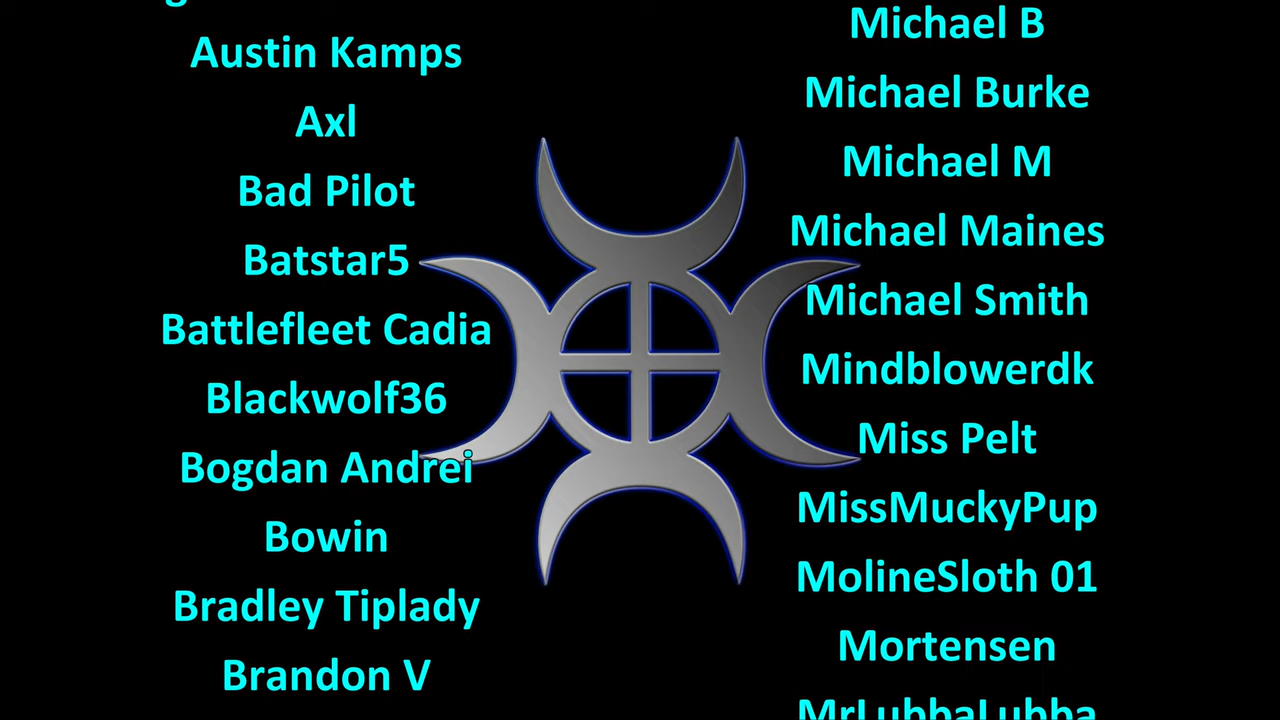 Austin Kamps
Axl
Bad Pilot
Batstar5
Battlefleet Cadia
Blackwolf36
Bogdan Andrei
Bowin
Bradley Tiplady
Brandon V
Michael B
Michael Burke
Michael M
Michael Maines
Michael Smith
Mindblowerdk
Miss Pelt
MissMuckyPup
MolineSloth 01
Mortensen
MrLubbaLubba